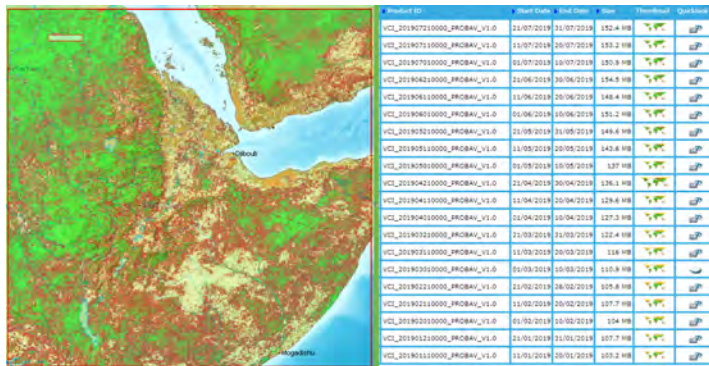 Djibouti
Mogadishu
Product ID Start Date End Date Size Thumbnail Quicklook
VCI_201907210000_PROBAV_V1.0 21/07/2019 31/07/2019 152.4 MB
VCI_201907110000_PROBAV_V1.0 11/07/2019 20/07/2019 153.2 MB
VCI_201907010000_PROBAV_V1.0 01/07/2019 10/07/2019 150.9 MB
VCI_201906210000_PROBAV_V1.0 21/06/2019 30/06/2019 154.5 MB
VCI_201906110000_PROBAV_V1.0 11/06/2019 20/06/2019 148.4 MB
VCI_201906010000_PROBAV_V1.0 01/06/2019 10/06/2019 151.2 MB
VCI_201905210000_PROBAV_V1.0 21/05/2019 31/05/2019 149.6 MB
VCI_201905110000_PROBAV_V1.0 11/05/2019 20/05/2019 142.6 MB
VCI_201905010000_PROBAV_V1.0 01/05/2019 10/05/2019 137 MB
VCI_201904210000_PROBAV_V1.0 21/04/2019 30/04/2019 136.1 MB
VCI_201904110000_PROBAV_V1.0 11/04/2019 20/04/2019 129.6 MB
VCI_201904010000_PROBAV_V1.0 01/04/2019 10/04/2019 127.3 MB
VCI_201903210000_PROBAV_V1.0 21/03/2019 31/03/2019 122.4 MB
VCI_201903110000_PROBAV_V1.0 11/03/2019 20/03/2019 116 MB
VCI_201903010000_PROBAV_V1.0 01/03/2019 10/03/2019 110.9 MB
VCI_201902210000_PROBAV_V1.0 21/02/2019 28/02/2019 105.8 MB
VCI_201902110000_PROBAV_V1.0 11/02/2019 20/02/2019 107.7 MB
VCI_201902010000_PROBAV_V1.0 01/02/2019 10/02/2019 104 MB
VCI_201901210000_PROBAV_V1.0 21/01/2019 31/01/2019 107.7 MB
VCI_201901110000_PROBAV_V1.0 11/01/2019 20/01/2019 103.2 MB